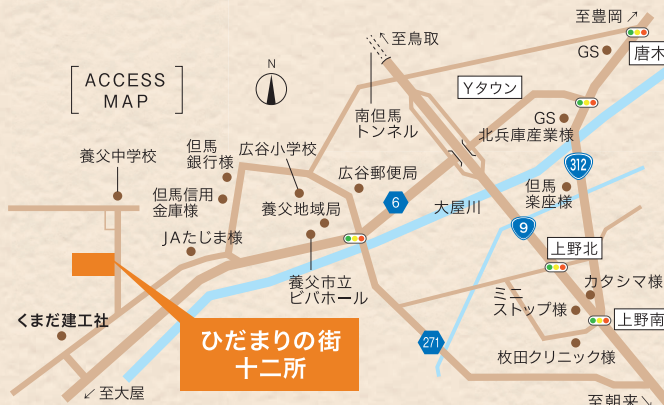 至豊岡↗
GS
唐木
↖至鳥取
ACCESS
MAP
N
Yタウン
南但馬
トンネル
GS
北兵庫産業様
養父中学校
但馬
銀行様
広谷小学校
広谷郵便局
312
但馬
楽座様
但馬信用
金庫様
養父地域局
6
大屋川
9
上野北
JAたじま様
養父市立
ビバホール
カタシマ様
ミニ
ストップ様
上野南
くまだ建工社
ひだまりの街
十二所
271
枚田クリニック様
↙至大屋
至朝来↘